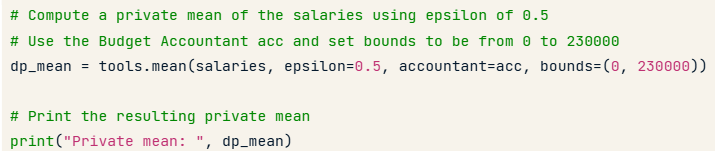 # Compute a private mean of the salaries using epsilon of 0.5
# Use the Budget Accountant acc and set bounds to be from 0 to 230000
dp_mean = tools.mean(salaries, epsilon=0.5, accountant=acc, bounds=(0, 230000))
# Print the resulting private mean
print("Private mean: ", dp_mean)